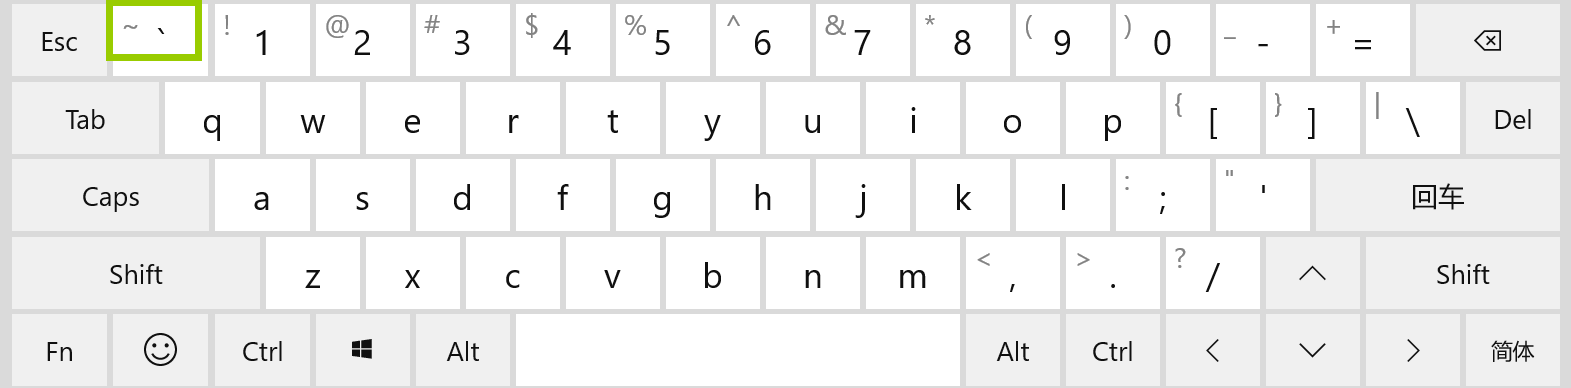 Esc ~ ` ! 1 @ 2 # 3 $ 4 % 5 ^ 6 & 7 * 8 ( 9 ) 0 _ - + =
Tab q w e r t y u i o p { [ } ] | \ Del
Caps a s d f g h j k l : ; " ' 回车
Shift z x c v b n m < , > . ? / Shift
Fn Ctrl Alt Alt Ctrl 简体